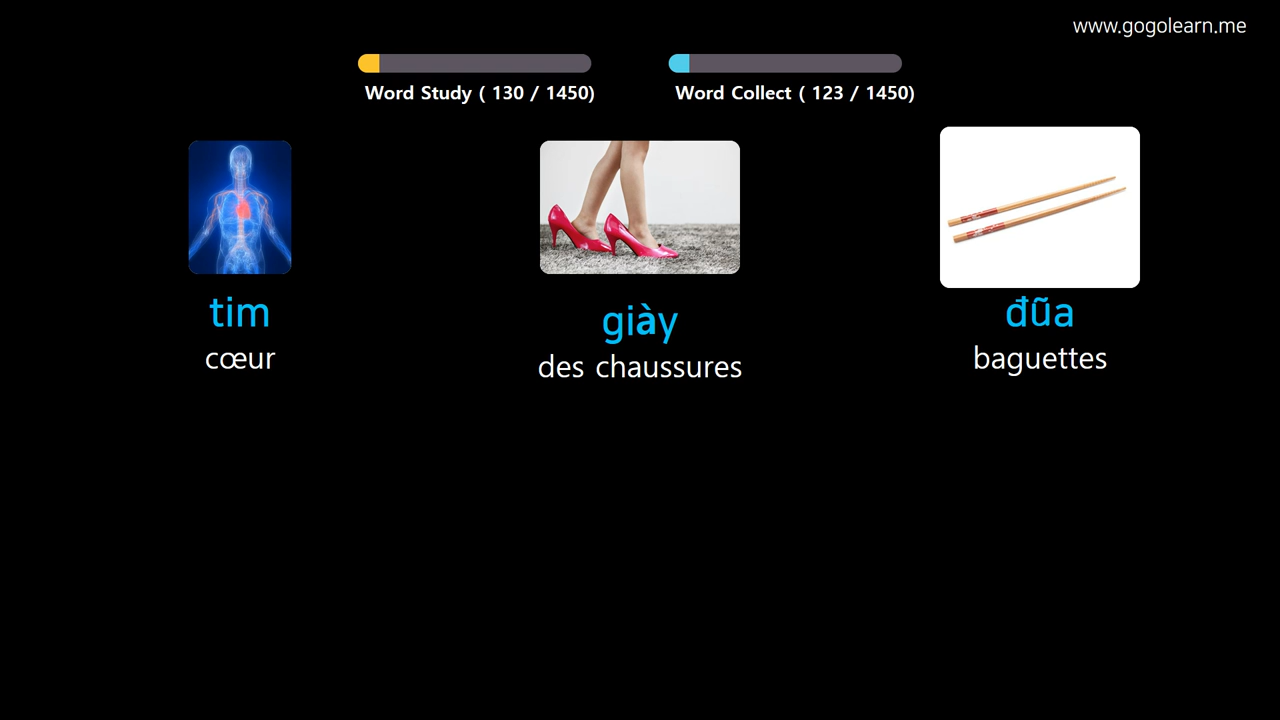 www.gogolearn.me
Word Study ( 130 / 1450)
Word Collect ( 123 / 1450)
tim
cœur
giày
des chaussures
đũa
baguettes